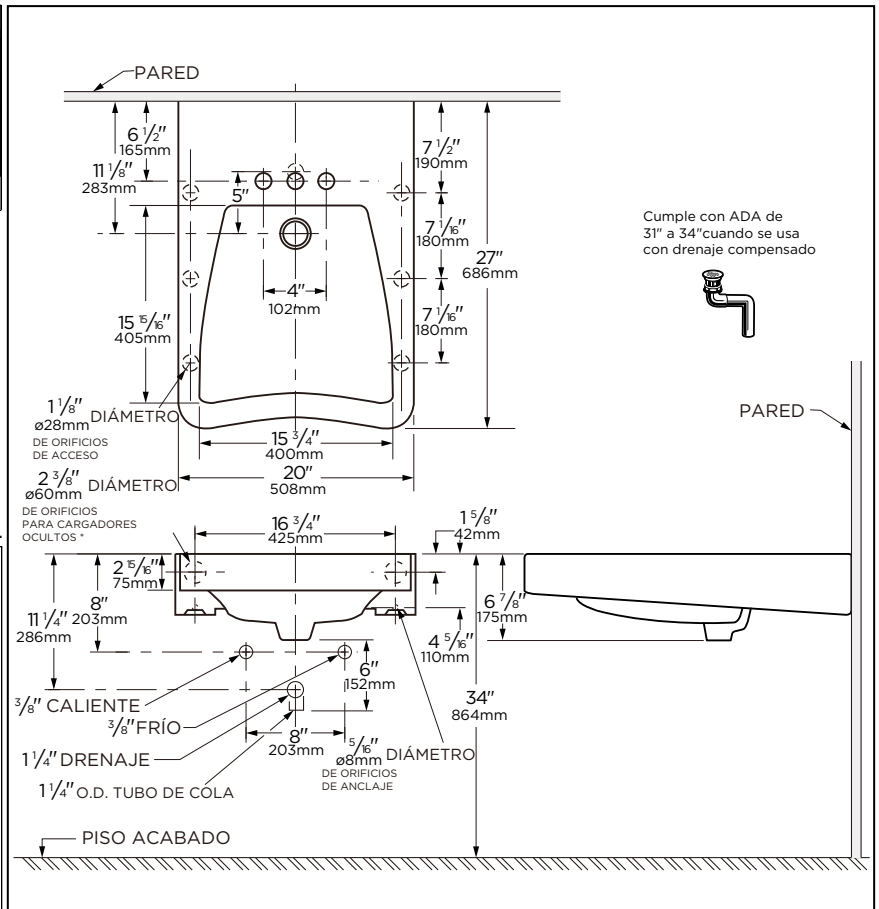 PARED
6 1/2"
165mm
11 1/8"
283mm
5"
7 1/2"
190mm
7 1/16"
180mm
27"
686mm
4"
102mm
7 1/16"
180mm
15 15/16"
405mm
Cumple con ADA de
31" a 34"cuando se usa
con drenaje compensado
PARED
1 1/8"
ø28mm
DIÁMETRO
DE ORIFICIOS
DE ACCESO
15 3/4"
400mm
20"
508mm
2 3/8"
ø60mm
DIÁMETRO
DE ORIFICIOS
PARA CARGADORES
OCULTOS *
16 3/4"
425mm
1 5/8"
42mm
2 15/16"
75mm
8"
203mm
11 1/4"
286mm
6 7/8"
175mm
4 5/16"
110mm
6"
152mm
34"
864mm
3/8" CALIENTE
3/8" FRÍO
8"
203mm
1 1/4" DRENAJE
5/16"
ø8mm
DIÁMETRO
DE ORIFICIOS
DE ANCLAJE
1 1/4" O.D. TUBO DE COLA
PISO ACABADO